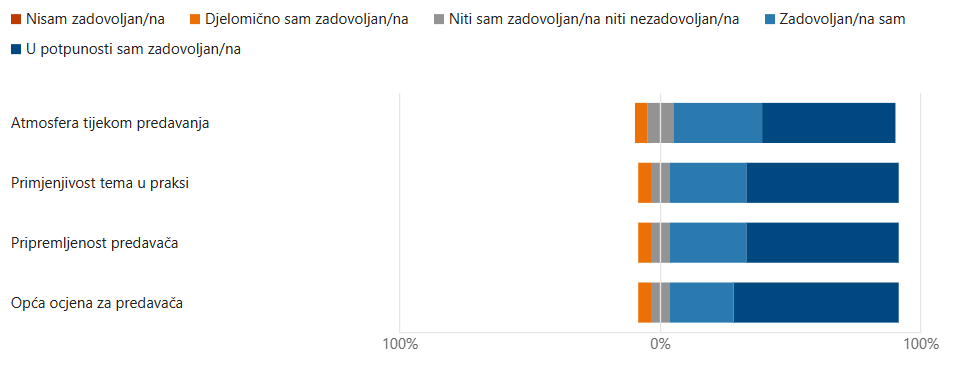 Nisam zadovoljan/na Djelomično sam zadovoljan/na Niti sam zadovoljan/na niti nezadovoljan/na Zadovoljan/na sam
U potpunosti sam zadovoljan/na
Atmosfera tijekom predavanja
Primjenjivost tema u praksi
Pripremljenost predavača
Opća ocjena za predavača
100% 0% 100%